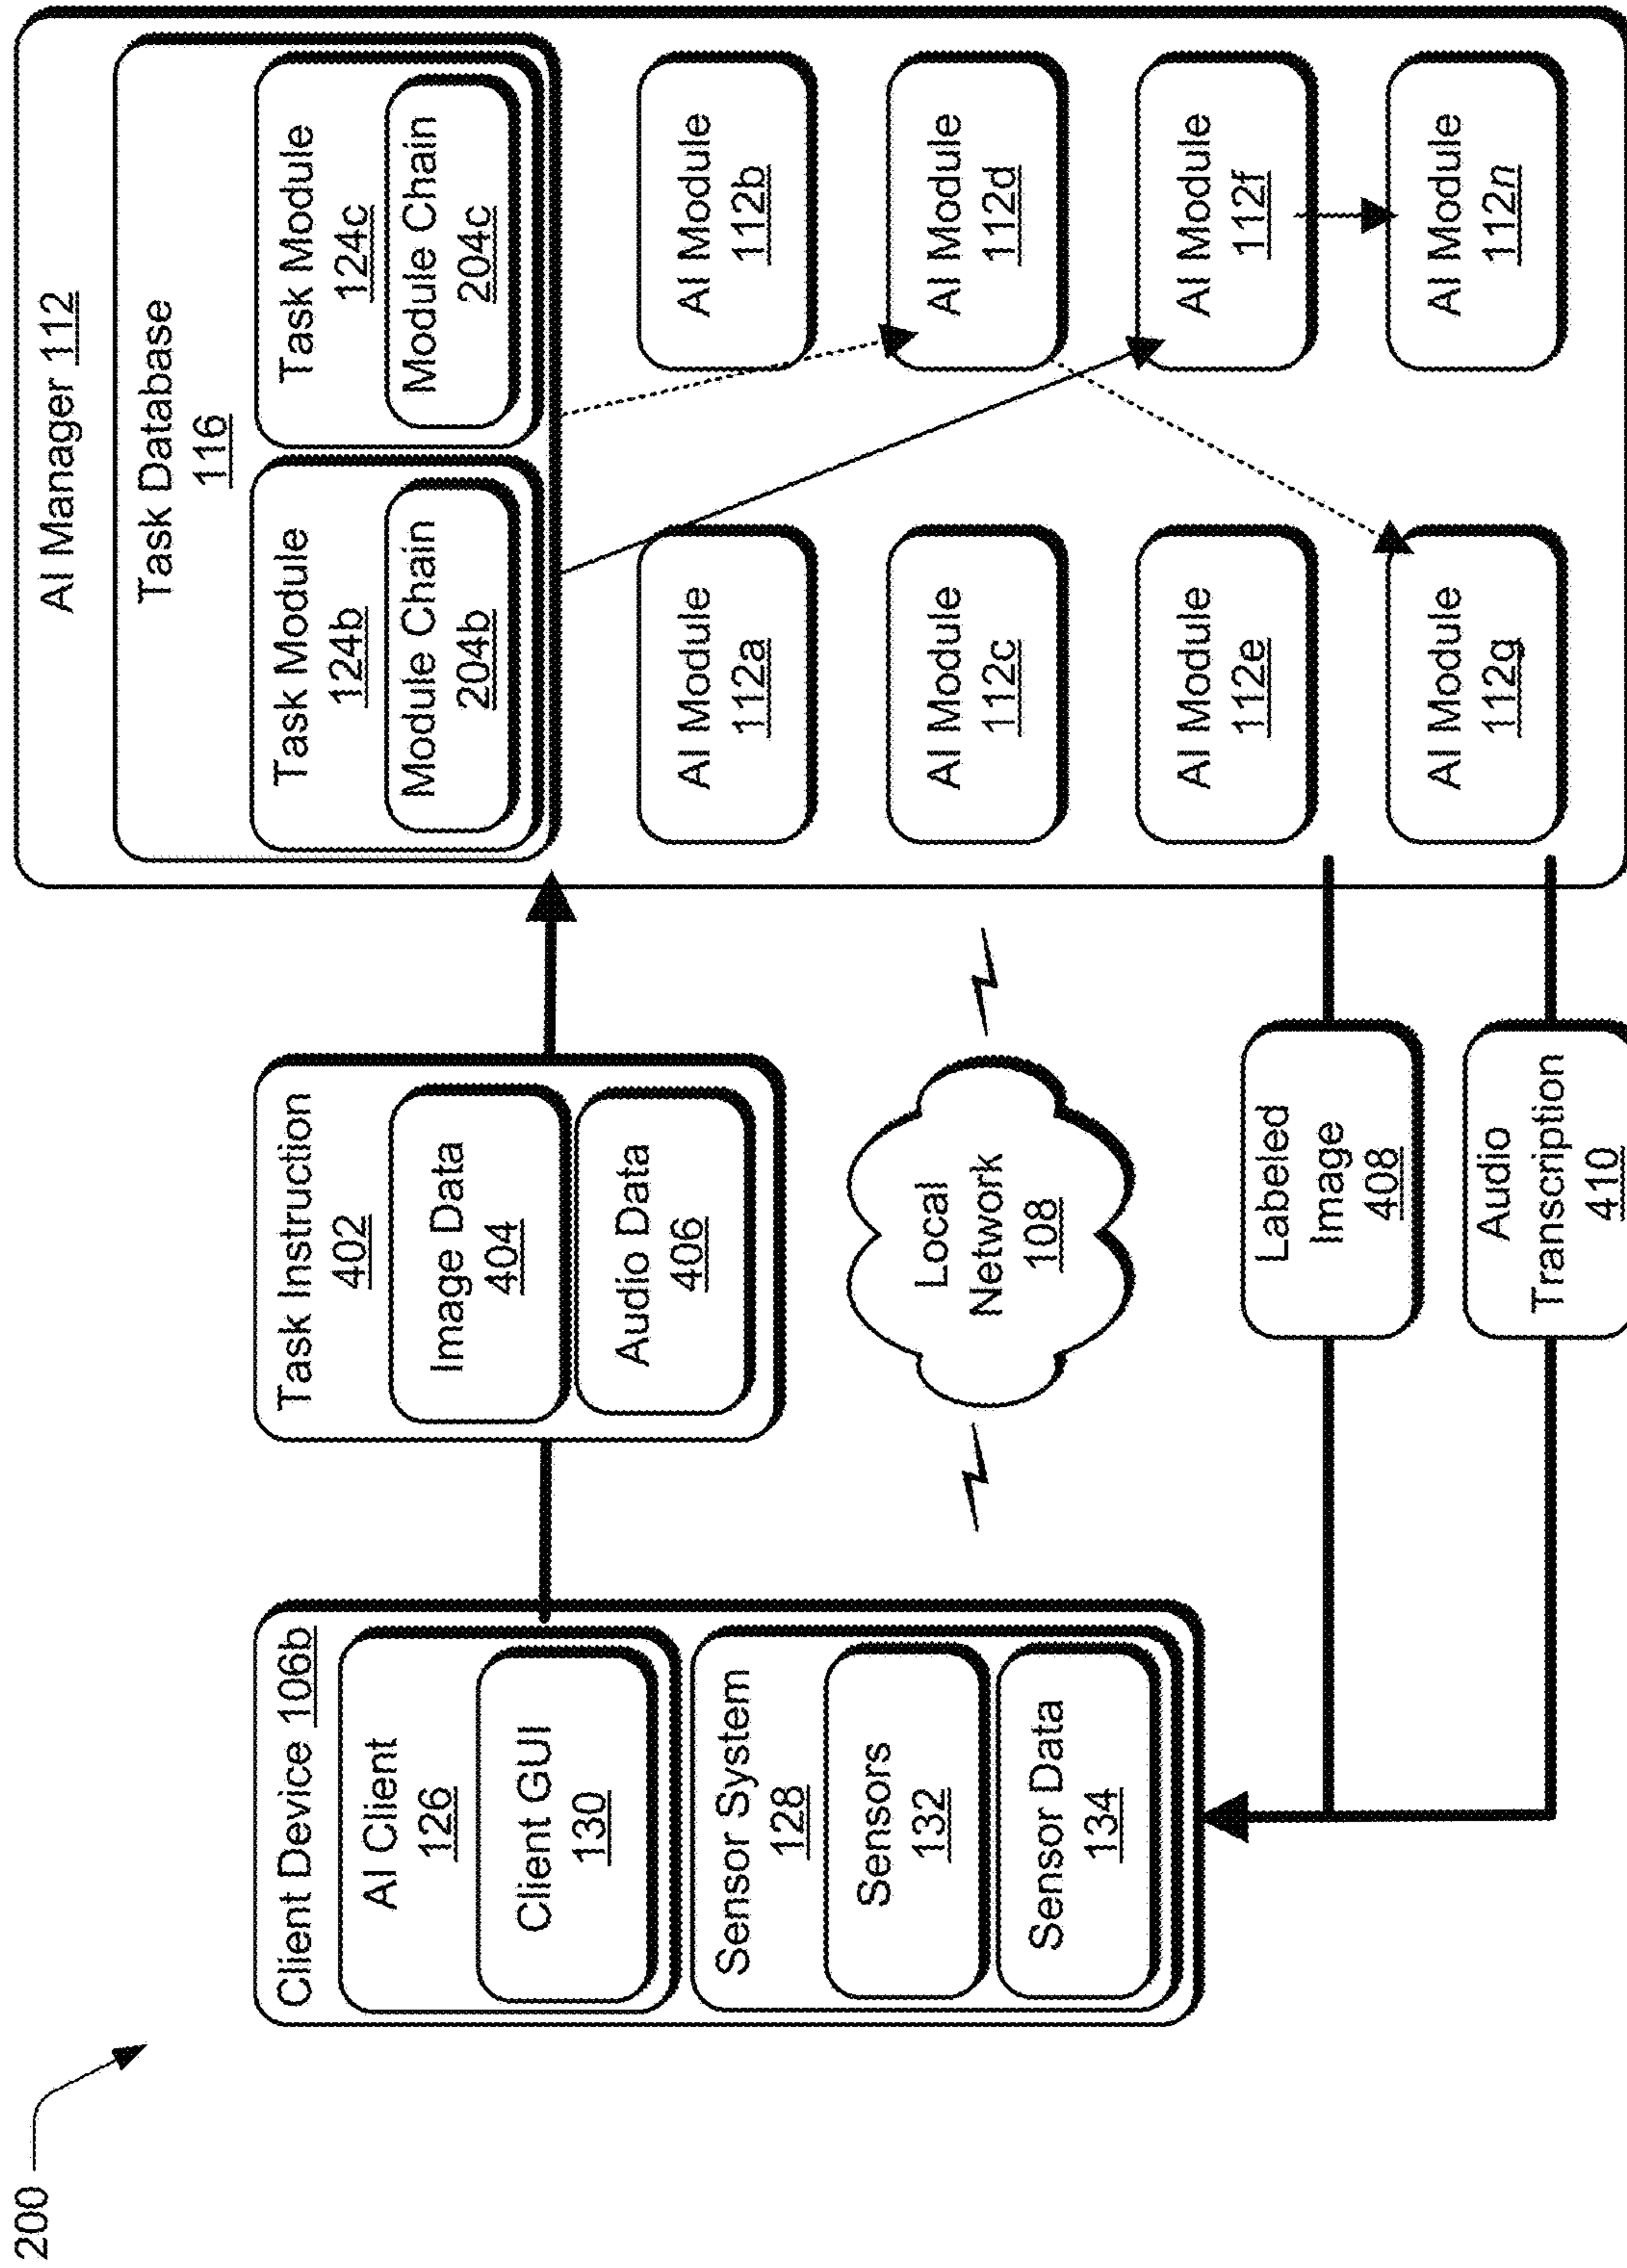 200
Client Device 106b
AI Client
126
Client GUI
130
Sensor System
128
Sensors
132
Sensor Data
134
Task Instruction
402
Image Data
404
Audio Data
406
Local
Network
108
Labeled
Image
408
Audio
Transcription
410
AI Manager 112
Task Database
116
Task Module
124b
Module Chain
204b
Task Module
124c
Module Chain
204c
AI Module
112a
AI Module
112b
AI Module
112c
AI Module
112d
AI Module
112e
AI Module
112f
AI Module
112g
AI Module
112n